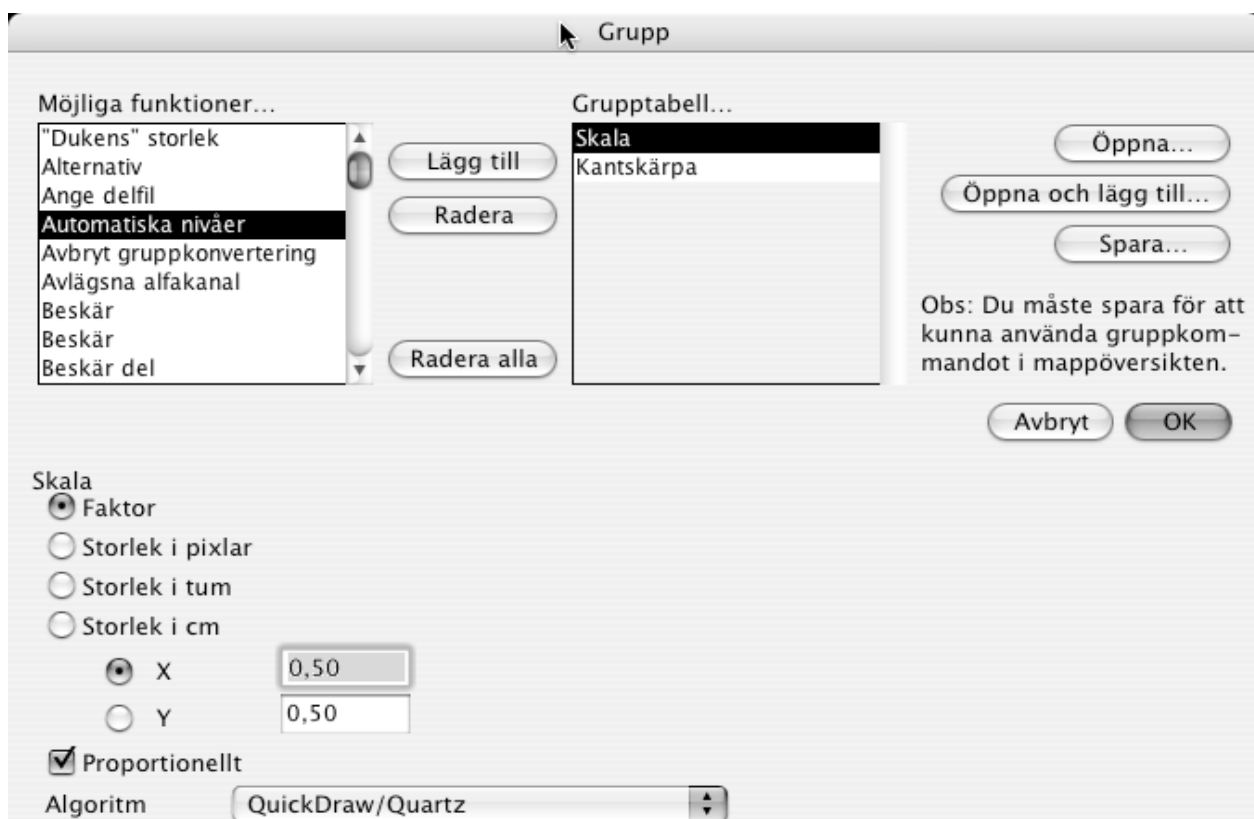 Grupp
Möjliga funktioner...
"Dukens" storlek
Alternativ
Ange delfil
Automatiska nivåer
Avbryt gruppkonvertering
Avlägsna alfakanal
Beskär
Beskär
Beskär del
Lägg till
Radera
Radera alla
Grupptabell...
Skala
Kantskärpa
Öppna...
Öppna och lägg till...
Spara...
Obs: Du måste spara för att
kunna använda gruppkom–
mandot i mappöversikten.
Avbryt
OK
Skala
Faktor
Storlek i pixlar
Storlek i tum
Storlek i cm
X 0,50
Y 0,50
Proportionellt
Algoritm QuickDraw/Quartz